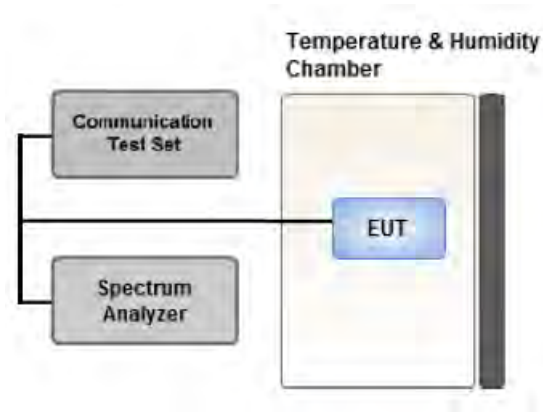 Temperature & Humidity
Chamber
Communication
Test Set
EUT
Spectrum
Analyzer